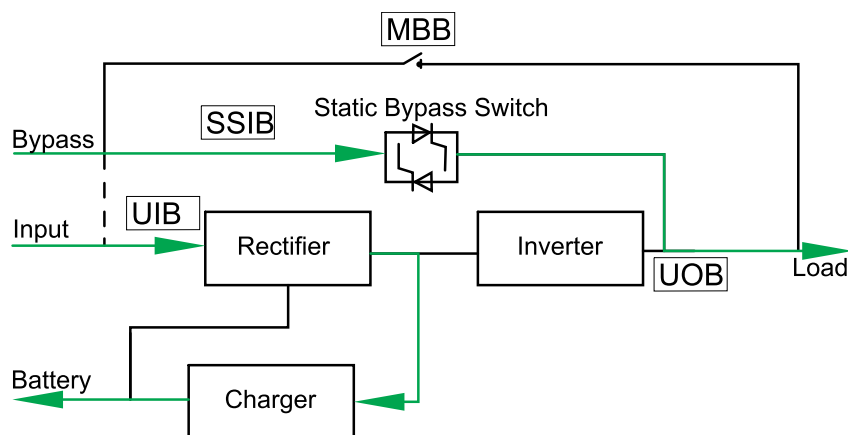 MBB
Static Bypass Switch
SSIB
Bypass
UIB
Input
Rectifier
Inverter
UOB
Load
Battery
Charger